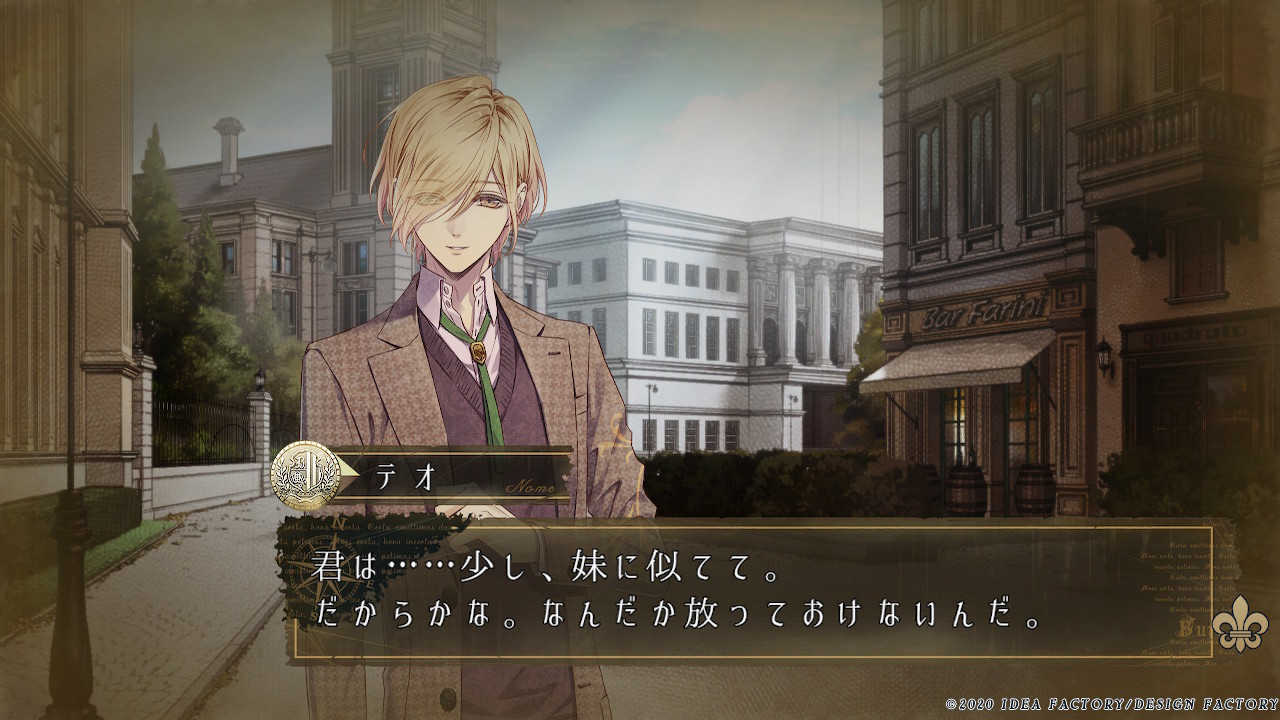 Bar Farini
テオ
Nome
君は……少し、妹に似てて。
だからかな。なんだか放っておけないんだ。
©2020 IDEA FACTORY/DESIGN FACTORY